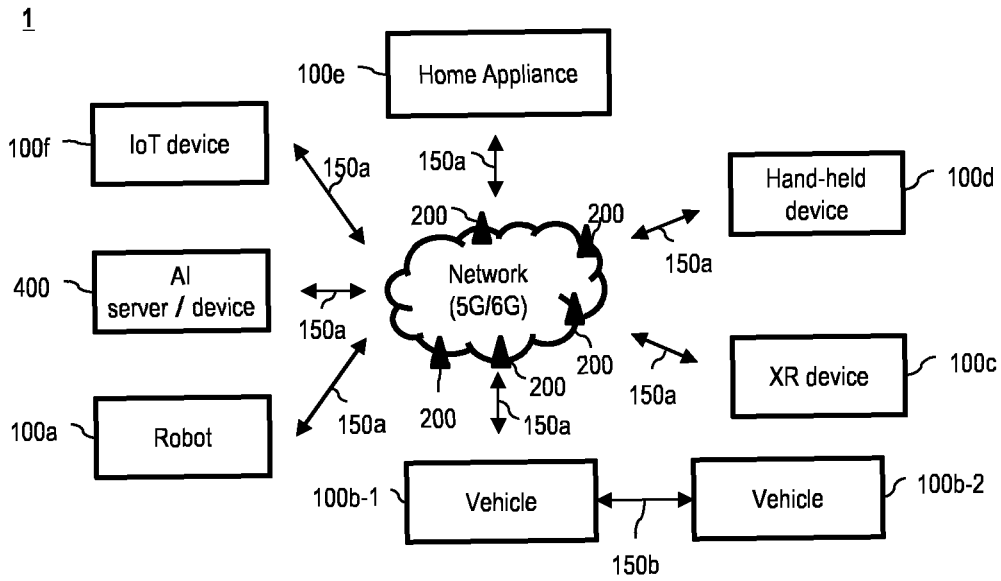 1
100e
Home Appliance
100f
IoT device
150a
150a
Hand-held
device
100d
200
200
150a
400
AI
server / device
150a
Network
(5G/6G)
200
200
200
150a
XR device
100c
100a
Robot
150a
150a
100b-1
Vehicle
Vehicle
100b-2
150b